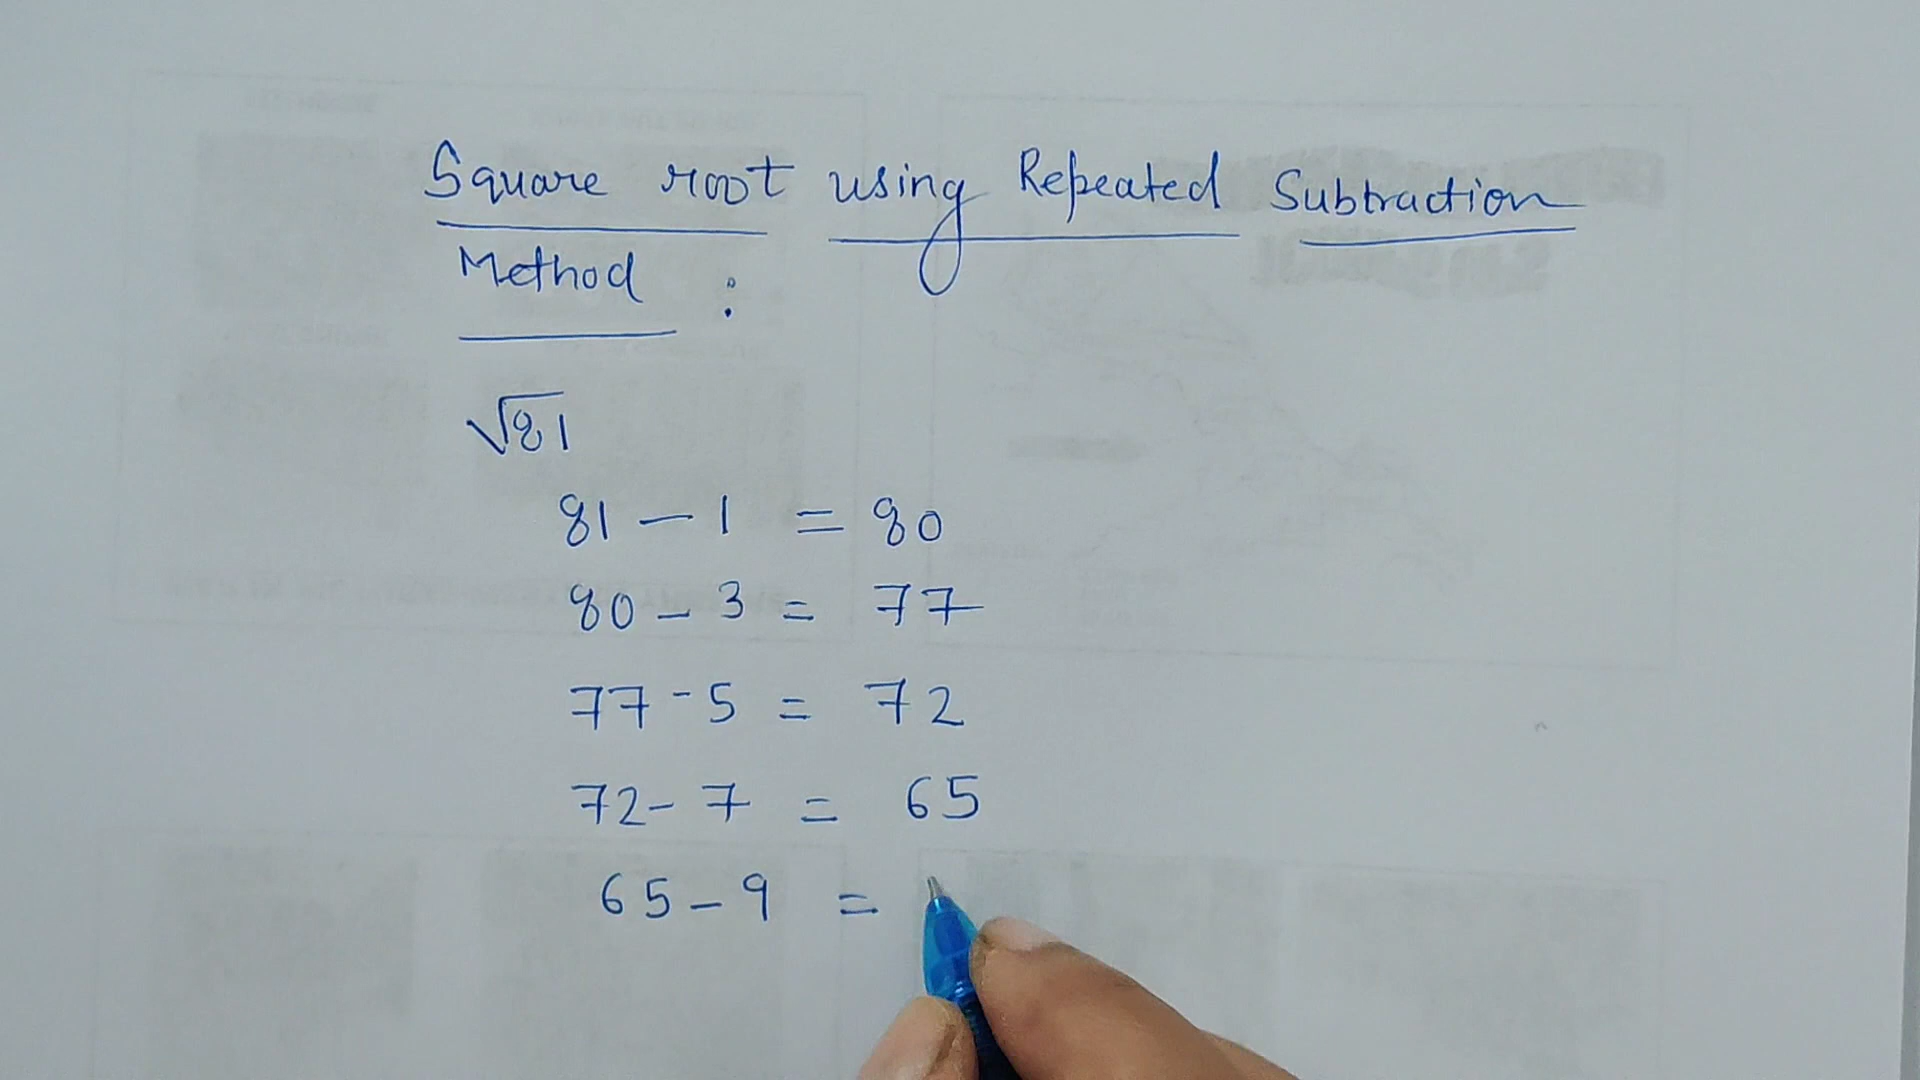 Square root using Repeated Subtraction
Method :
√81
81 - 1 = 80
80 - 3 = 77
77 - 5 = 72
72 - 7 = 65
65 - 9 =